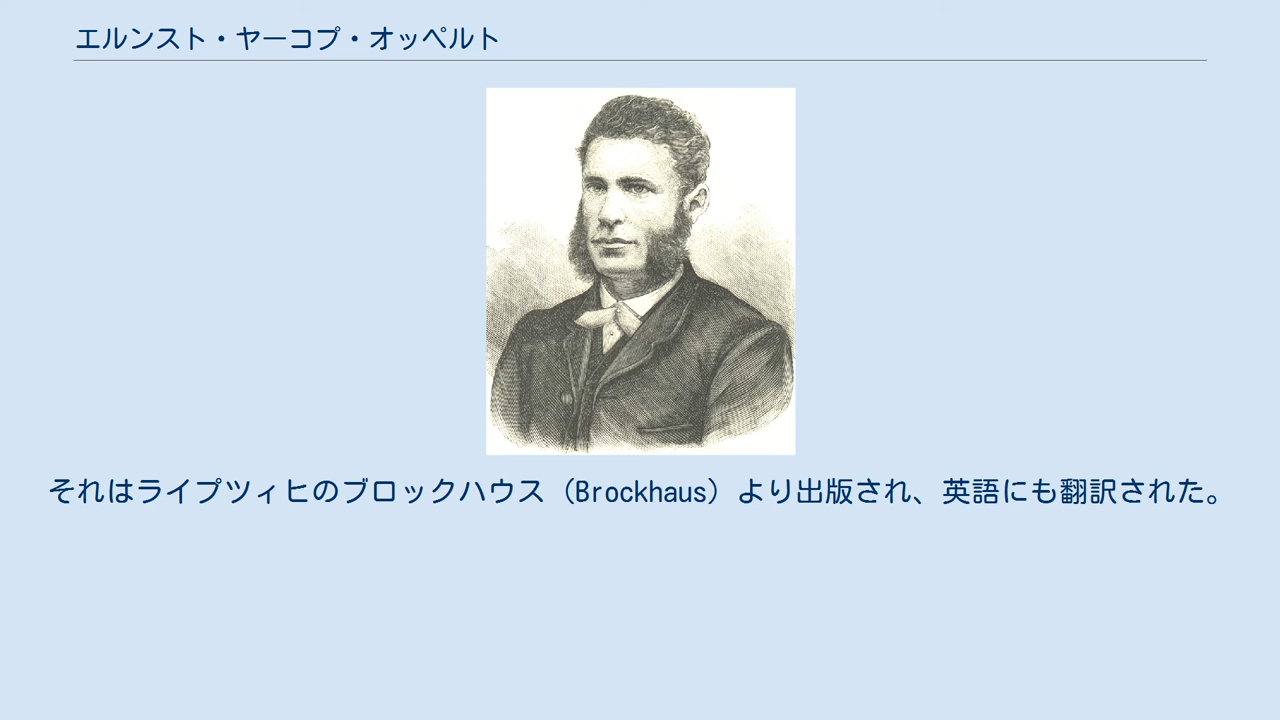 エルンスト・ヤーコプ・オッペルト
それはライプツィヒのブロックハウス（Brockhaus）より出版され、英語にも翻訳された。